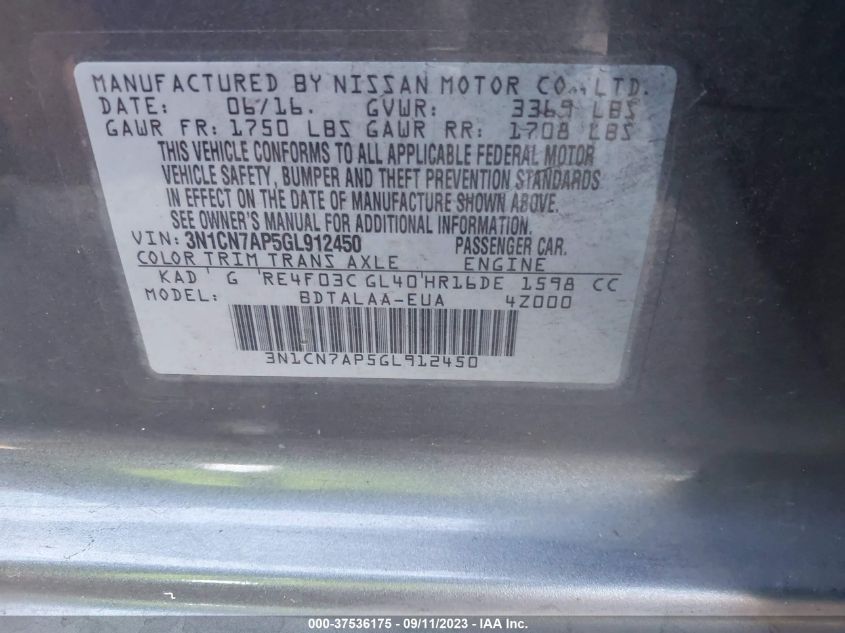 MANUFACTURED BY NISSAN MOTOR CO., LTD.
DATE: 06/16. GVWR: 3369 LBS
GAWR FR: 1750 LBS GAWR RR: 1708 LBS
THIS VEHICLE CONFORMS TO ALL APPLICABLE FEDERAL MOTOR
VEHICLE SAFETY, BUMPER AND THEFT PREVENTION STANDARDS
IN EFFECT ON THE DATE OF MANUFACTURE SHOWN ABOVE.
SEE OWNER'S MANUAL FOR ADDITIONAL INFORMATION.
VIN: 3N1CN7AP5GL912450 PASSENGER CAR.
COLOR TRIM TRANS AXLE ENGINE
KAD G RE4F03C GL40 HR16DE 1598 CC
MODEL: BDTALAA-EUA 4Z000
3N1CN7AP5GL912450
000-37536175 - 09/11/2023 - IAA Inc.